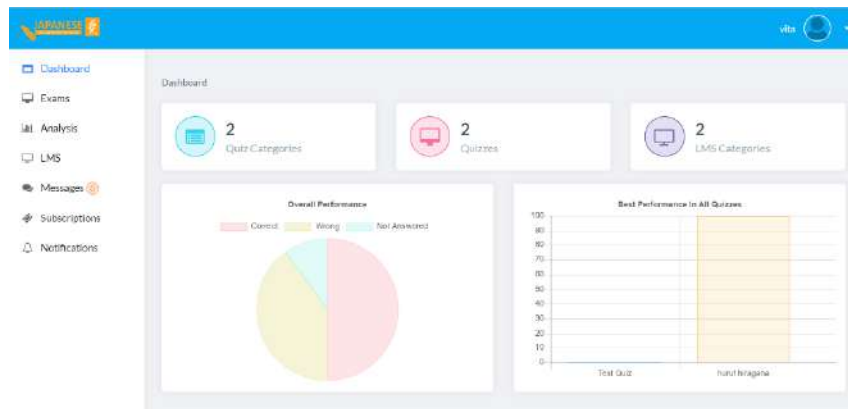 JAPANESE
vita
Dashboard
Exams
Analysis
LMS
Messages
Subscriptions
Notifications
Dashboard
2
Quiz Categories
2
Quizzes
2
LMS Categories
Overall Performance
Correct Wrong Not Answered
Best Performance In All Quizzes
100
90
80
70
60
50
40
30
20
10
0
Test Quiz
huruf hiragana